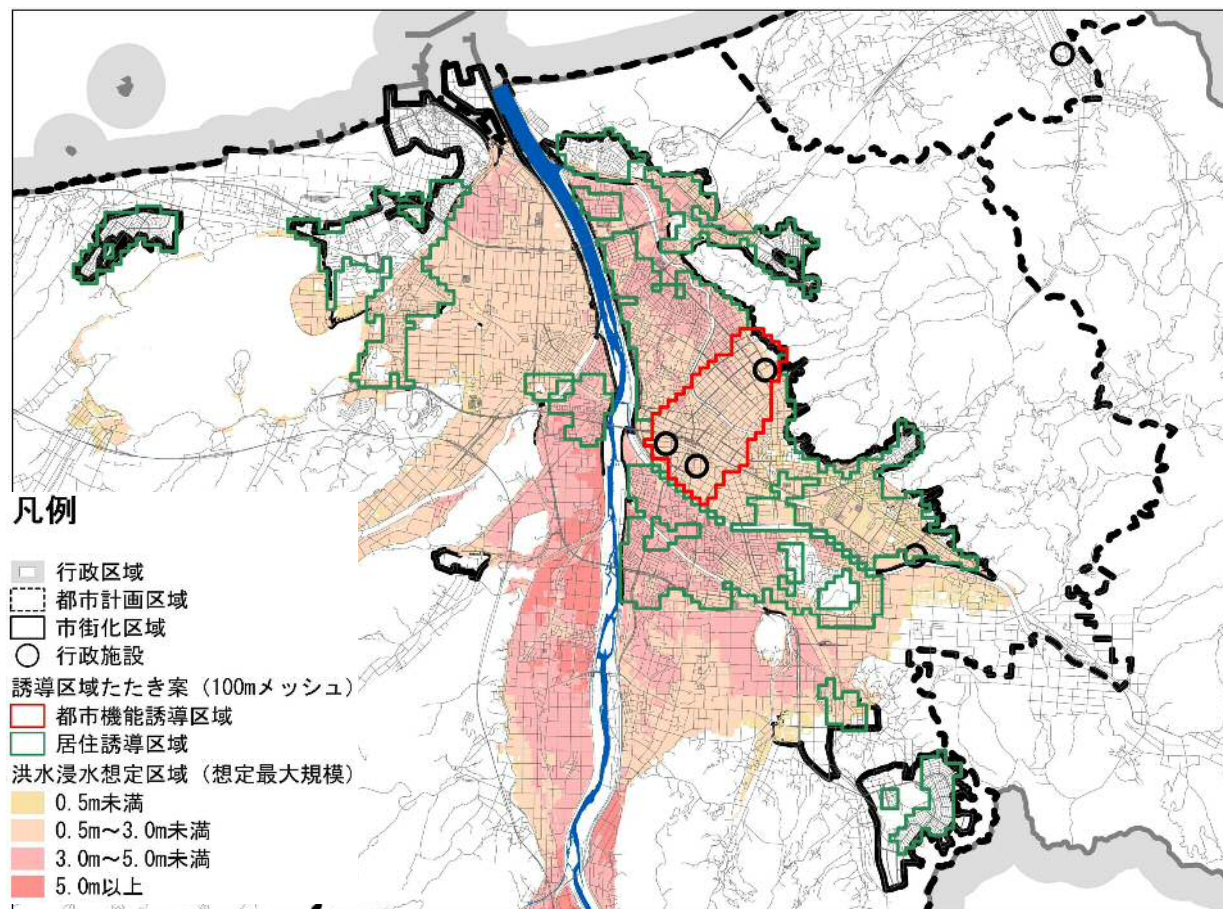 凡例
行政区域
都市計画区域
市街化区域
行政施設
誘導区域たたき案（100mメッシュ）
都市機能誘導区域
居住誘導区域
洪水浸水想定区域（想定最大規模）
0.5m未満
0.5m～3.0m未満
3.0m～5.0m未満
5.0m以上